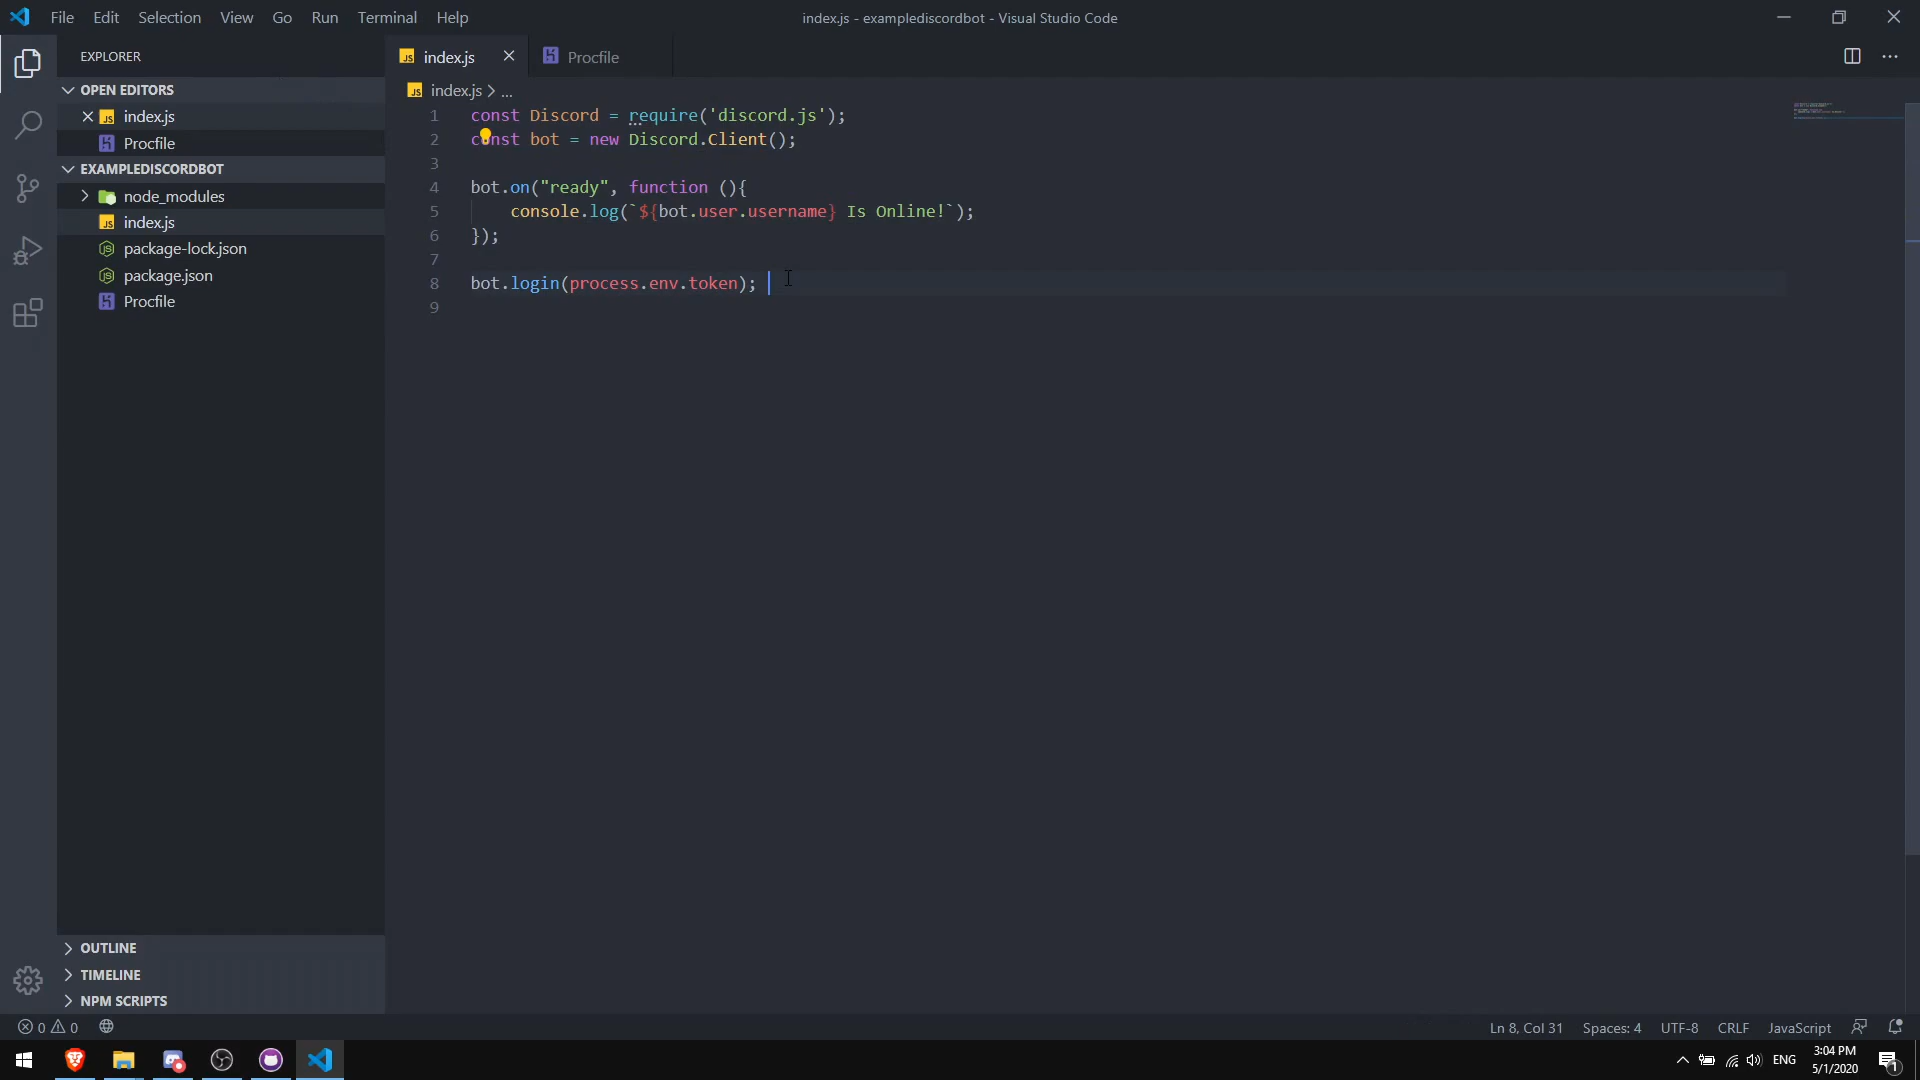 File Edit Selection View Go Run Terminal Help
index.js - examplediscordbot - Visual Studio Code
EXPLORER
OPEN EDITORS
index.js
Procfile
EXAMPLEDISCORDBOT
node_modules
index.js
package-lock.json
package.json
Procfile
OUTLINE
TIMELINE
NPM SCRIPTS
index.js
Procfile
index.js > ...
1 const Discord = require('discord.js');
2 const bot = new Discord.Client();
3
4 bot.on("ready", function (){
5 console.log(`${bot.user.username} Is Online!`);
6 });
7
8 bot.login(process.env.token);
9
0 0
Ln 8, Col 31 Spaces: 4 UTF-8 CRLF JavaScript
ENG
3:04 PM
5/1/2020
1